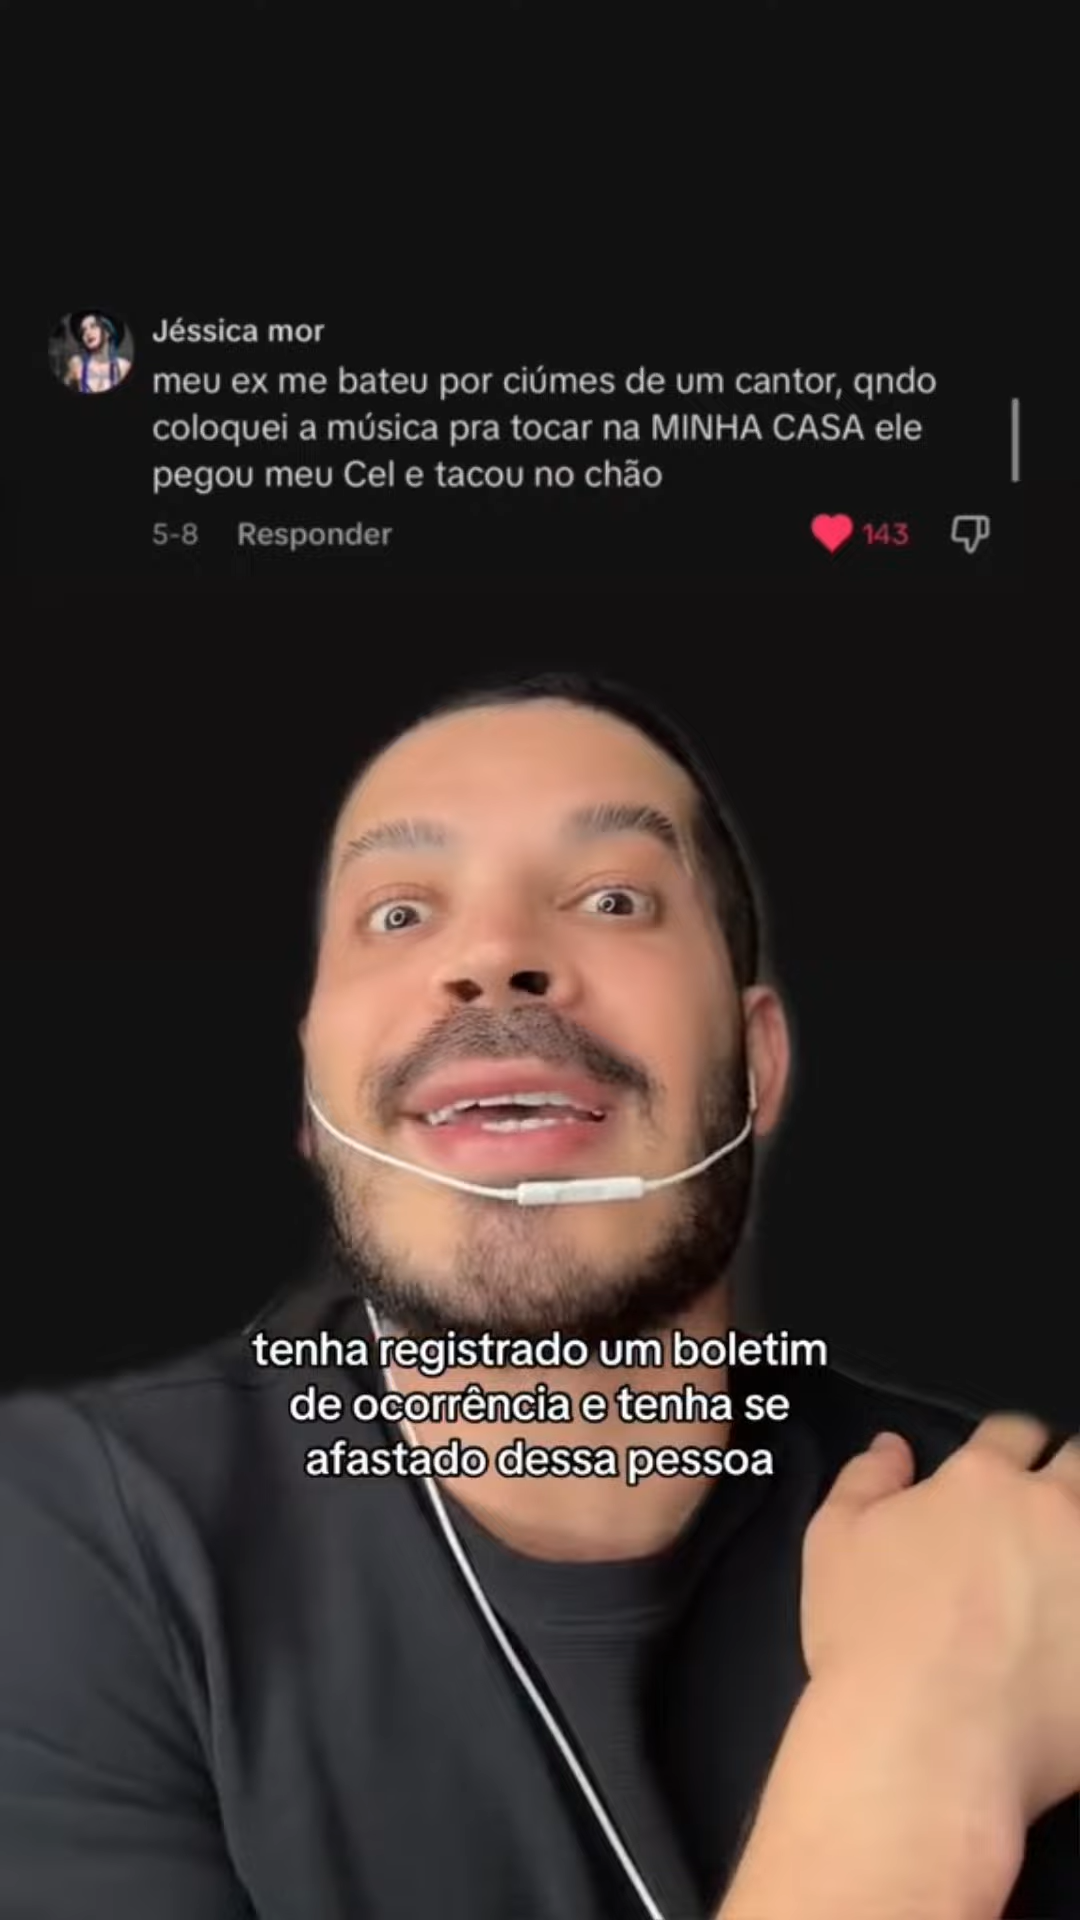 Jéssica mor
meu ex me bateu por ciúmes de um cantor, qndo
coloquei a música pra tocar na MINHA CASA ele
pegou meu Cel e tacou no chão
5-8 Responder 143
tenha registrado um boletim
de ocorrência e tenha se
afastado dessa pessoa